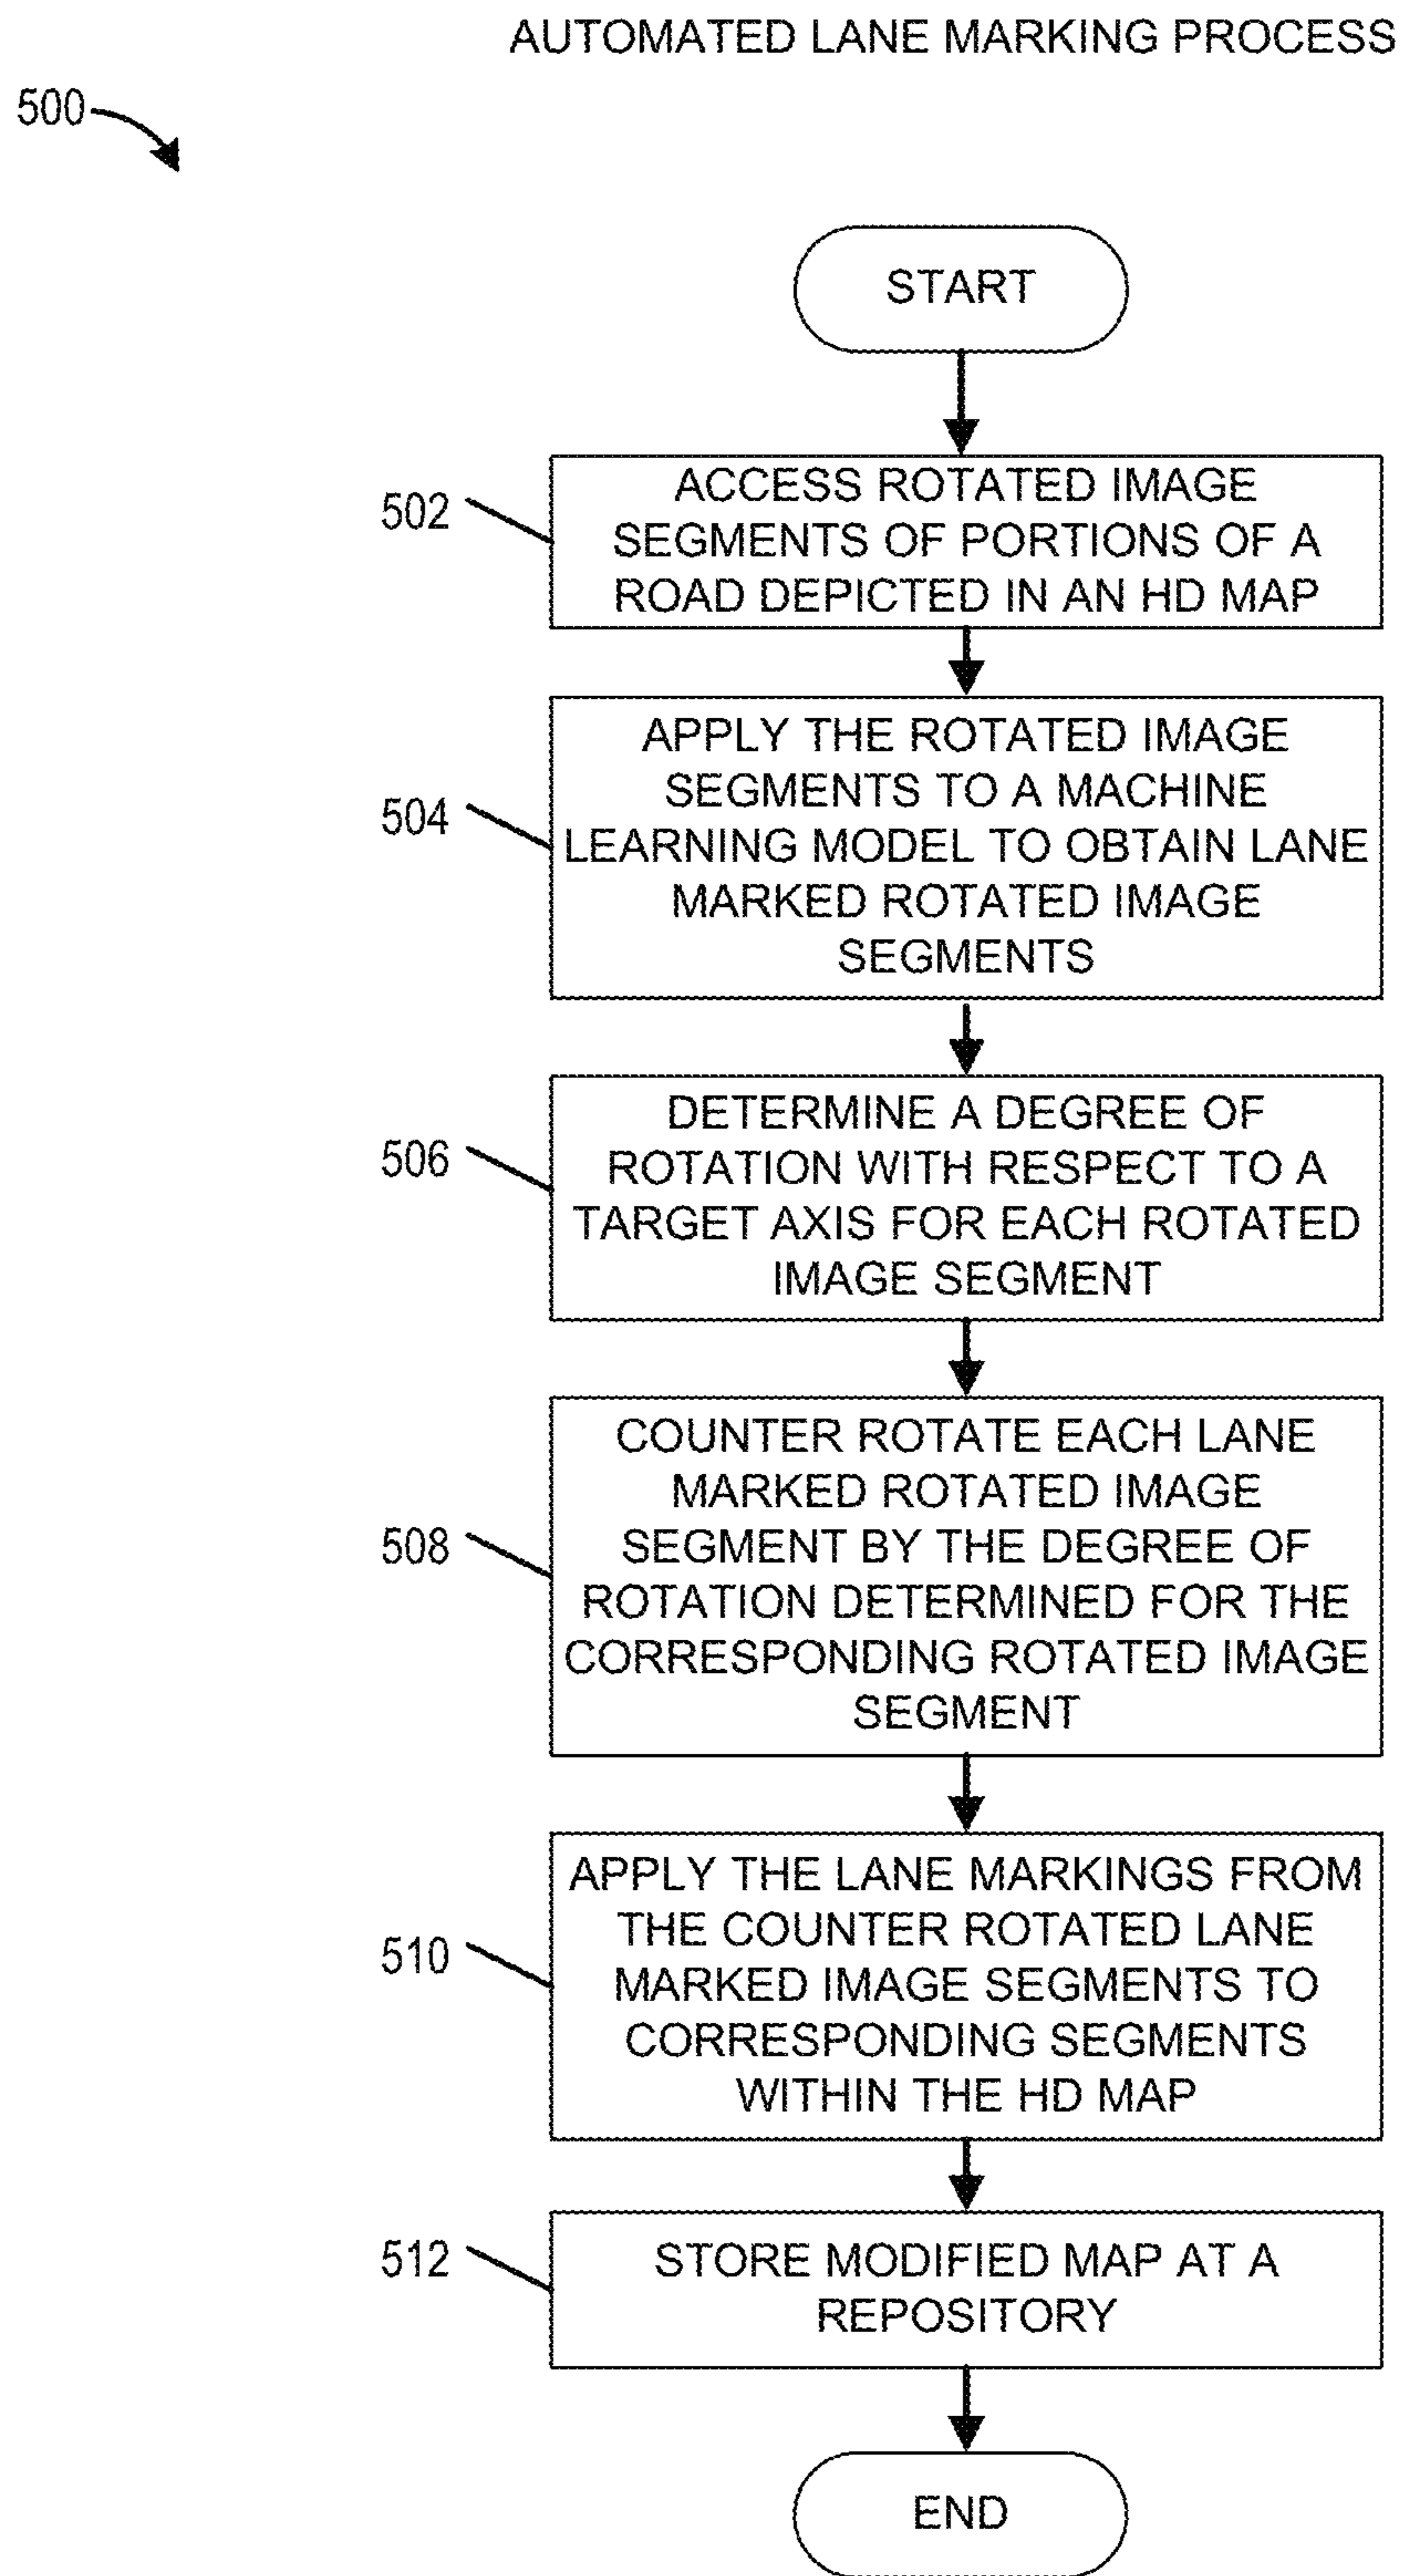 AUTOMATED LANE MARKING PROCESS
500
START
502
ACCESS ROTATED IMAGE
SEGMENTS OF PORTIONS OF A
ROAD DEPICTED IN AN HD MAP
504
APPLY THE ROTATED IMAGE
SEGMENTS TO A MACHINE
LEARNING MODEL TO OBTAIN LANE
MARKED ROTATED IMAGE
SEGMENTS
506
DETERMINE A DEGREE OF
ROTATION WITH RESPECT TO A
TARGET AXIS FOR EACH ROTATED
IMAGE SEGMENT
508
COUNTER ROTATE EACH LANE
MARKED ROTATED IMAGE
SEGMENT BY THE DEGREE OF
ROTATION DETERMINED FOR THE
CORRESPONDING ROTATED IMAGE
SEGMENT
510
APPLY THE LANE MARKINGS FROM
THE COUNTER ROTATED LANE
MARKED IMAGE SEGMENTS TO
CORRESPONDING SEGMENTS
WITHIN THE HD MAP
512
STORE MODIFIED MAP AT A
REPOSITORY
END